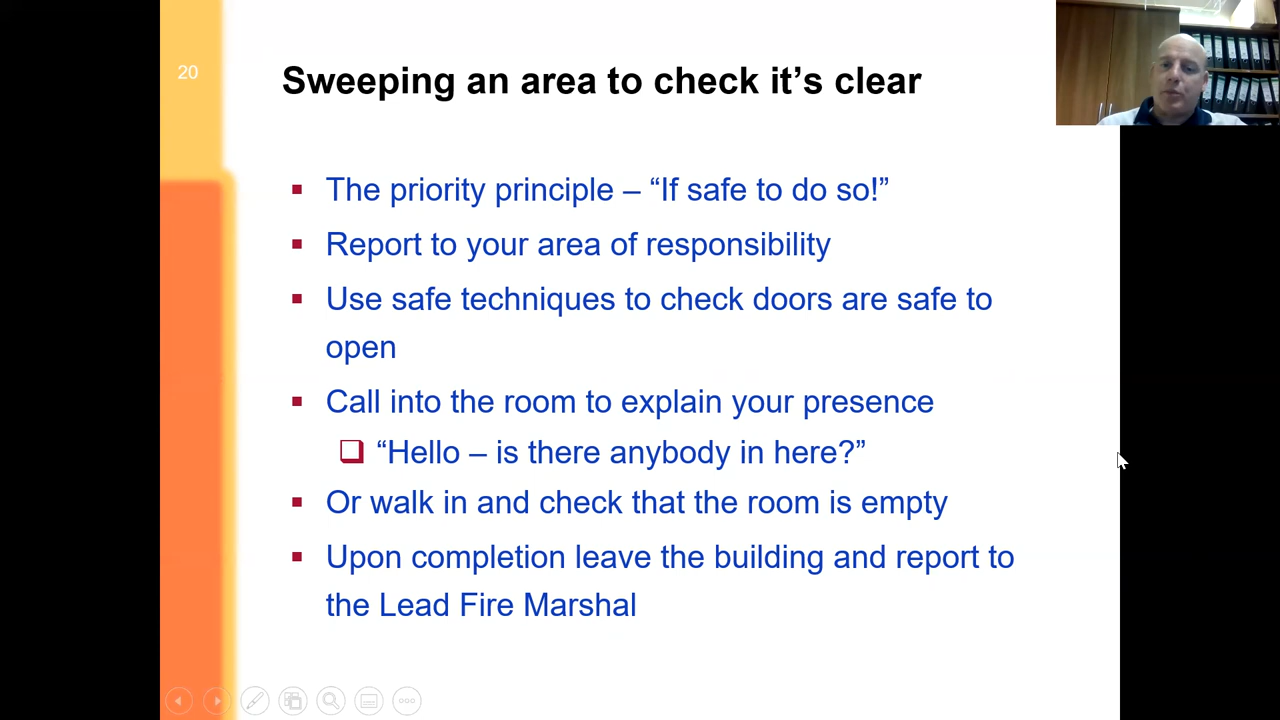 20
Sweeping an area to check it’s clear
The priority principle – “If safe to do so!”
Report to your area of responsibility
Use safe techniques to check doors are safe to
open
Call into the room to explain your presence
“Hello – is there anybody in here?”
Or walk in and check that the room is empty
Upon completion leave the building and report to
the Lead Fire Marshal